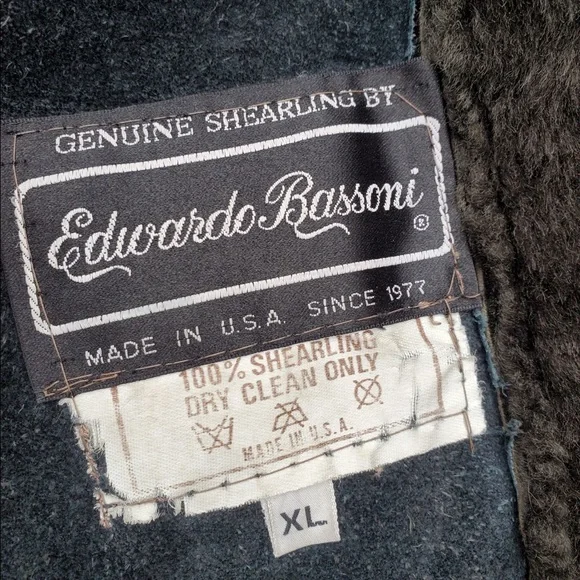 GENUINE SHEARLING BY
Edwardo Bassoni ®
MADE IN U.S.A. SINCE 1977
100% SHEARLING
DRY CLEAN ONLY
MADE IN U.S.A.
XL